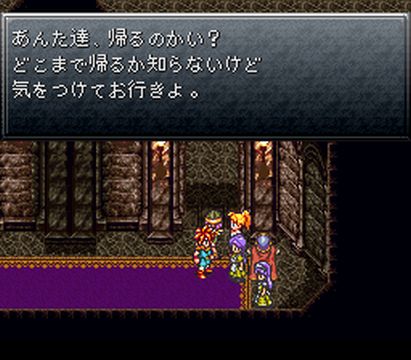 あんた達、帰るのかい?
どこまで帰るか知らないけど
気をつけてお行きよ。